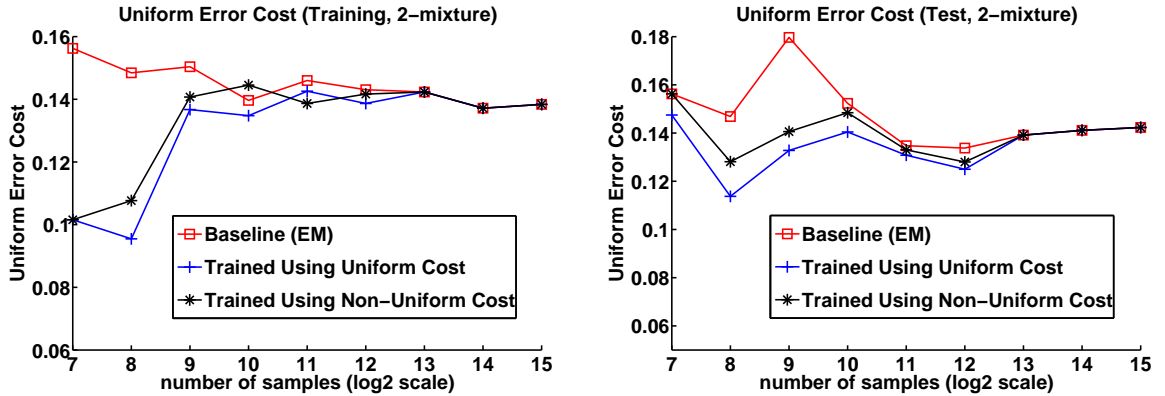 Uniform Error Cost (Training, 2−mixture)
0.16
0.14
0.12
0.1
0.08
0.06
Uniform Error Cost
Baseline (EM)
Trained Using Uniform Cost
Trained Using Non−Uniform Cost
7 8 9 10 11 12 13 14 15
number of samples (log2 scale)
Uniform Error Cost (Test, 2−mixture)
0.18
0.16
0.14
0.12
0.1
0.08
0.06
Uniform Error Cost
Baseline (EM)
Trained Using Uniform Cost
Trained Using Non−Uniform Cost
7 8 9 10 11 12 13 14 15
number of samples (log2 scale)